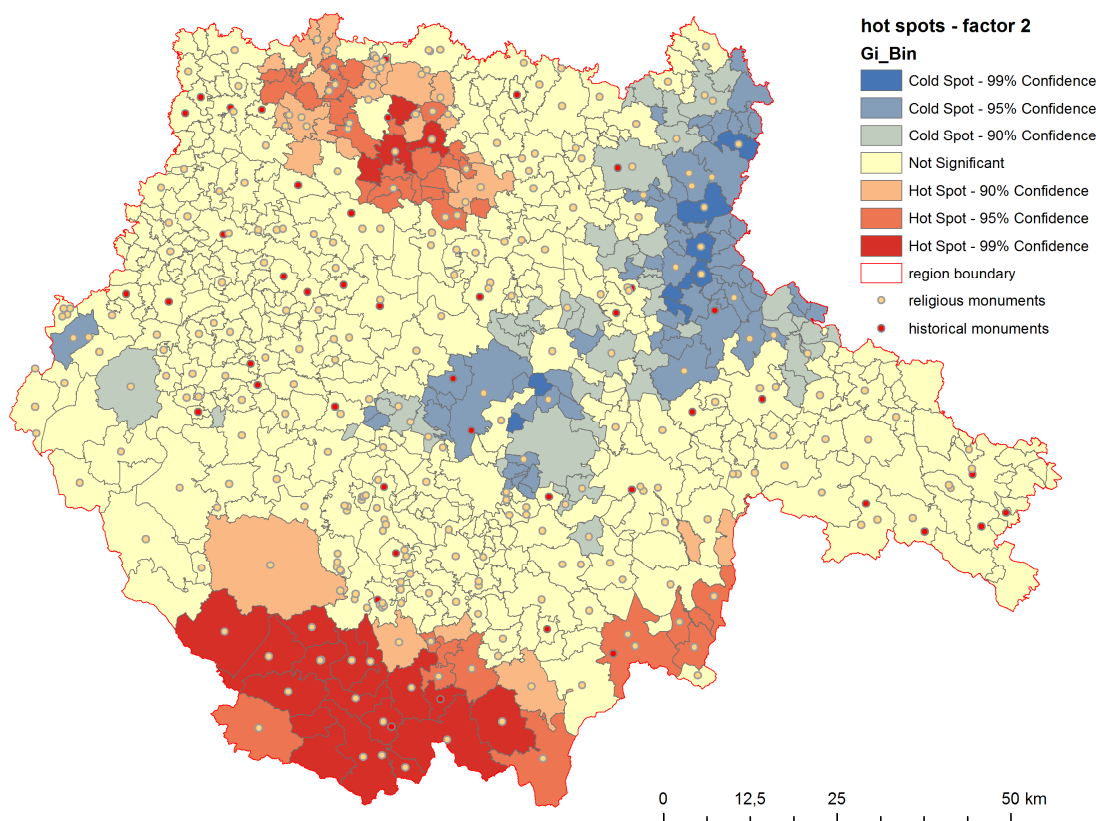 hot spots - factor 2
Gi_Bin
Cold Spot - 99% Confidence
Cold Spot - 95% Confidence
Cold Spot - 90% Confidence
Not Significant
Hot Spot - 90% Confidence
Hot Spot - 95% Confidence
Hot Spot - 99% Confidence
region boundary
religious monuments
historical monuments
0 12,5 25 50 km